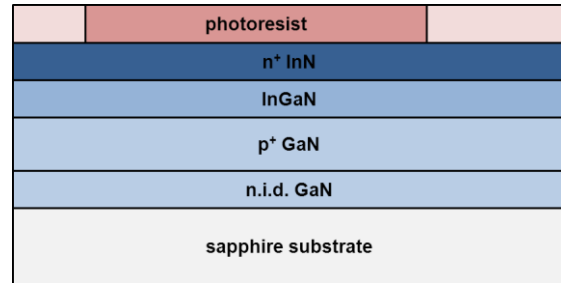 photoresist
n⁺ InN
InGaN
p⁺ GaN
n.i.d. GaN
sapphire substrate